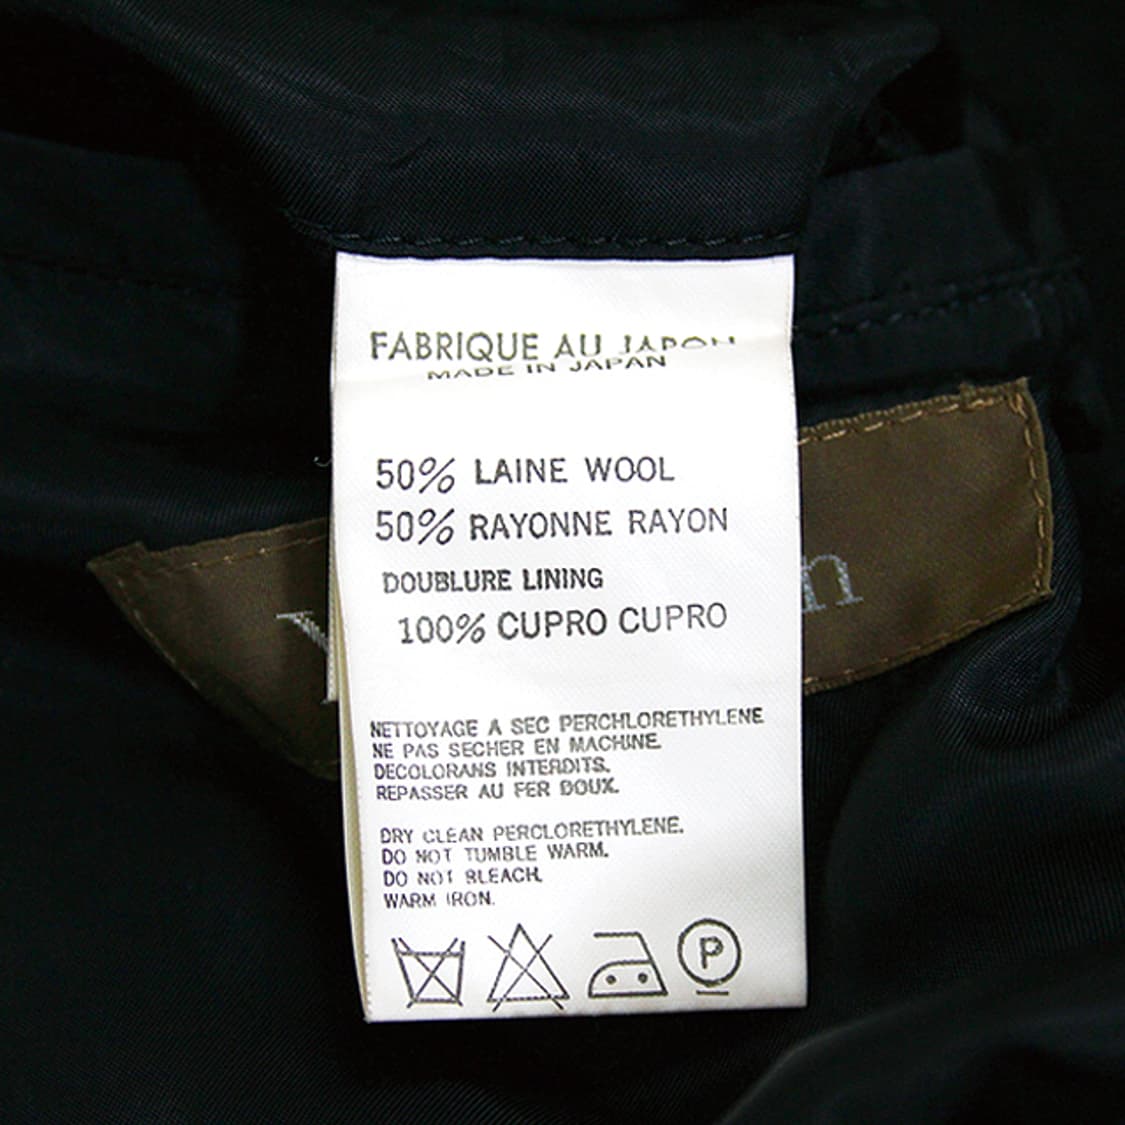 FABRIQUE AU JAPON
MADE IN JAPAN
50% LAINE WOOL
50% RAYONNE RAYON
DOUBLURE LINING
100% CUPRO CUPRO
NETTOYAGE A SEC PERCHLORETHYLENE
NE PAS SECHER EN MACHINE.
DECOLORANS INTERDITS.
REPASSER AU FER DOUX.
DRY CLEAN PERCLORETHYLENE.
DO NOT TUMBLE WARM.
DO NOT BLEACH.
WARM IRON.
P